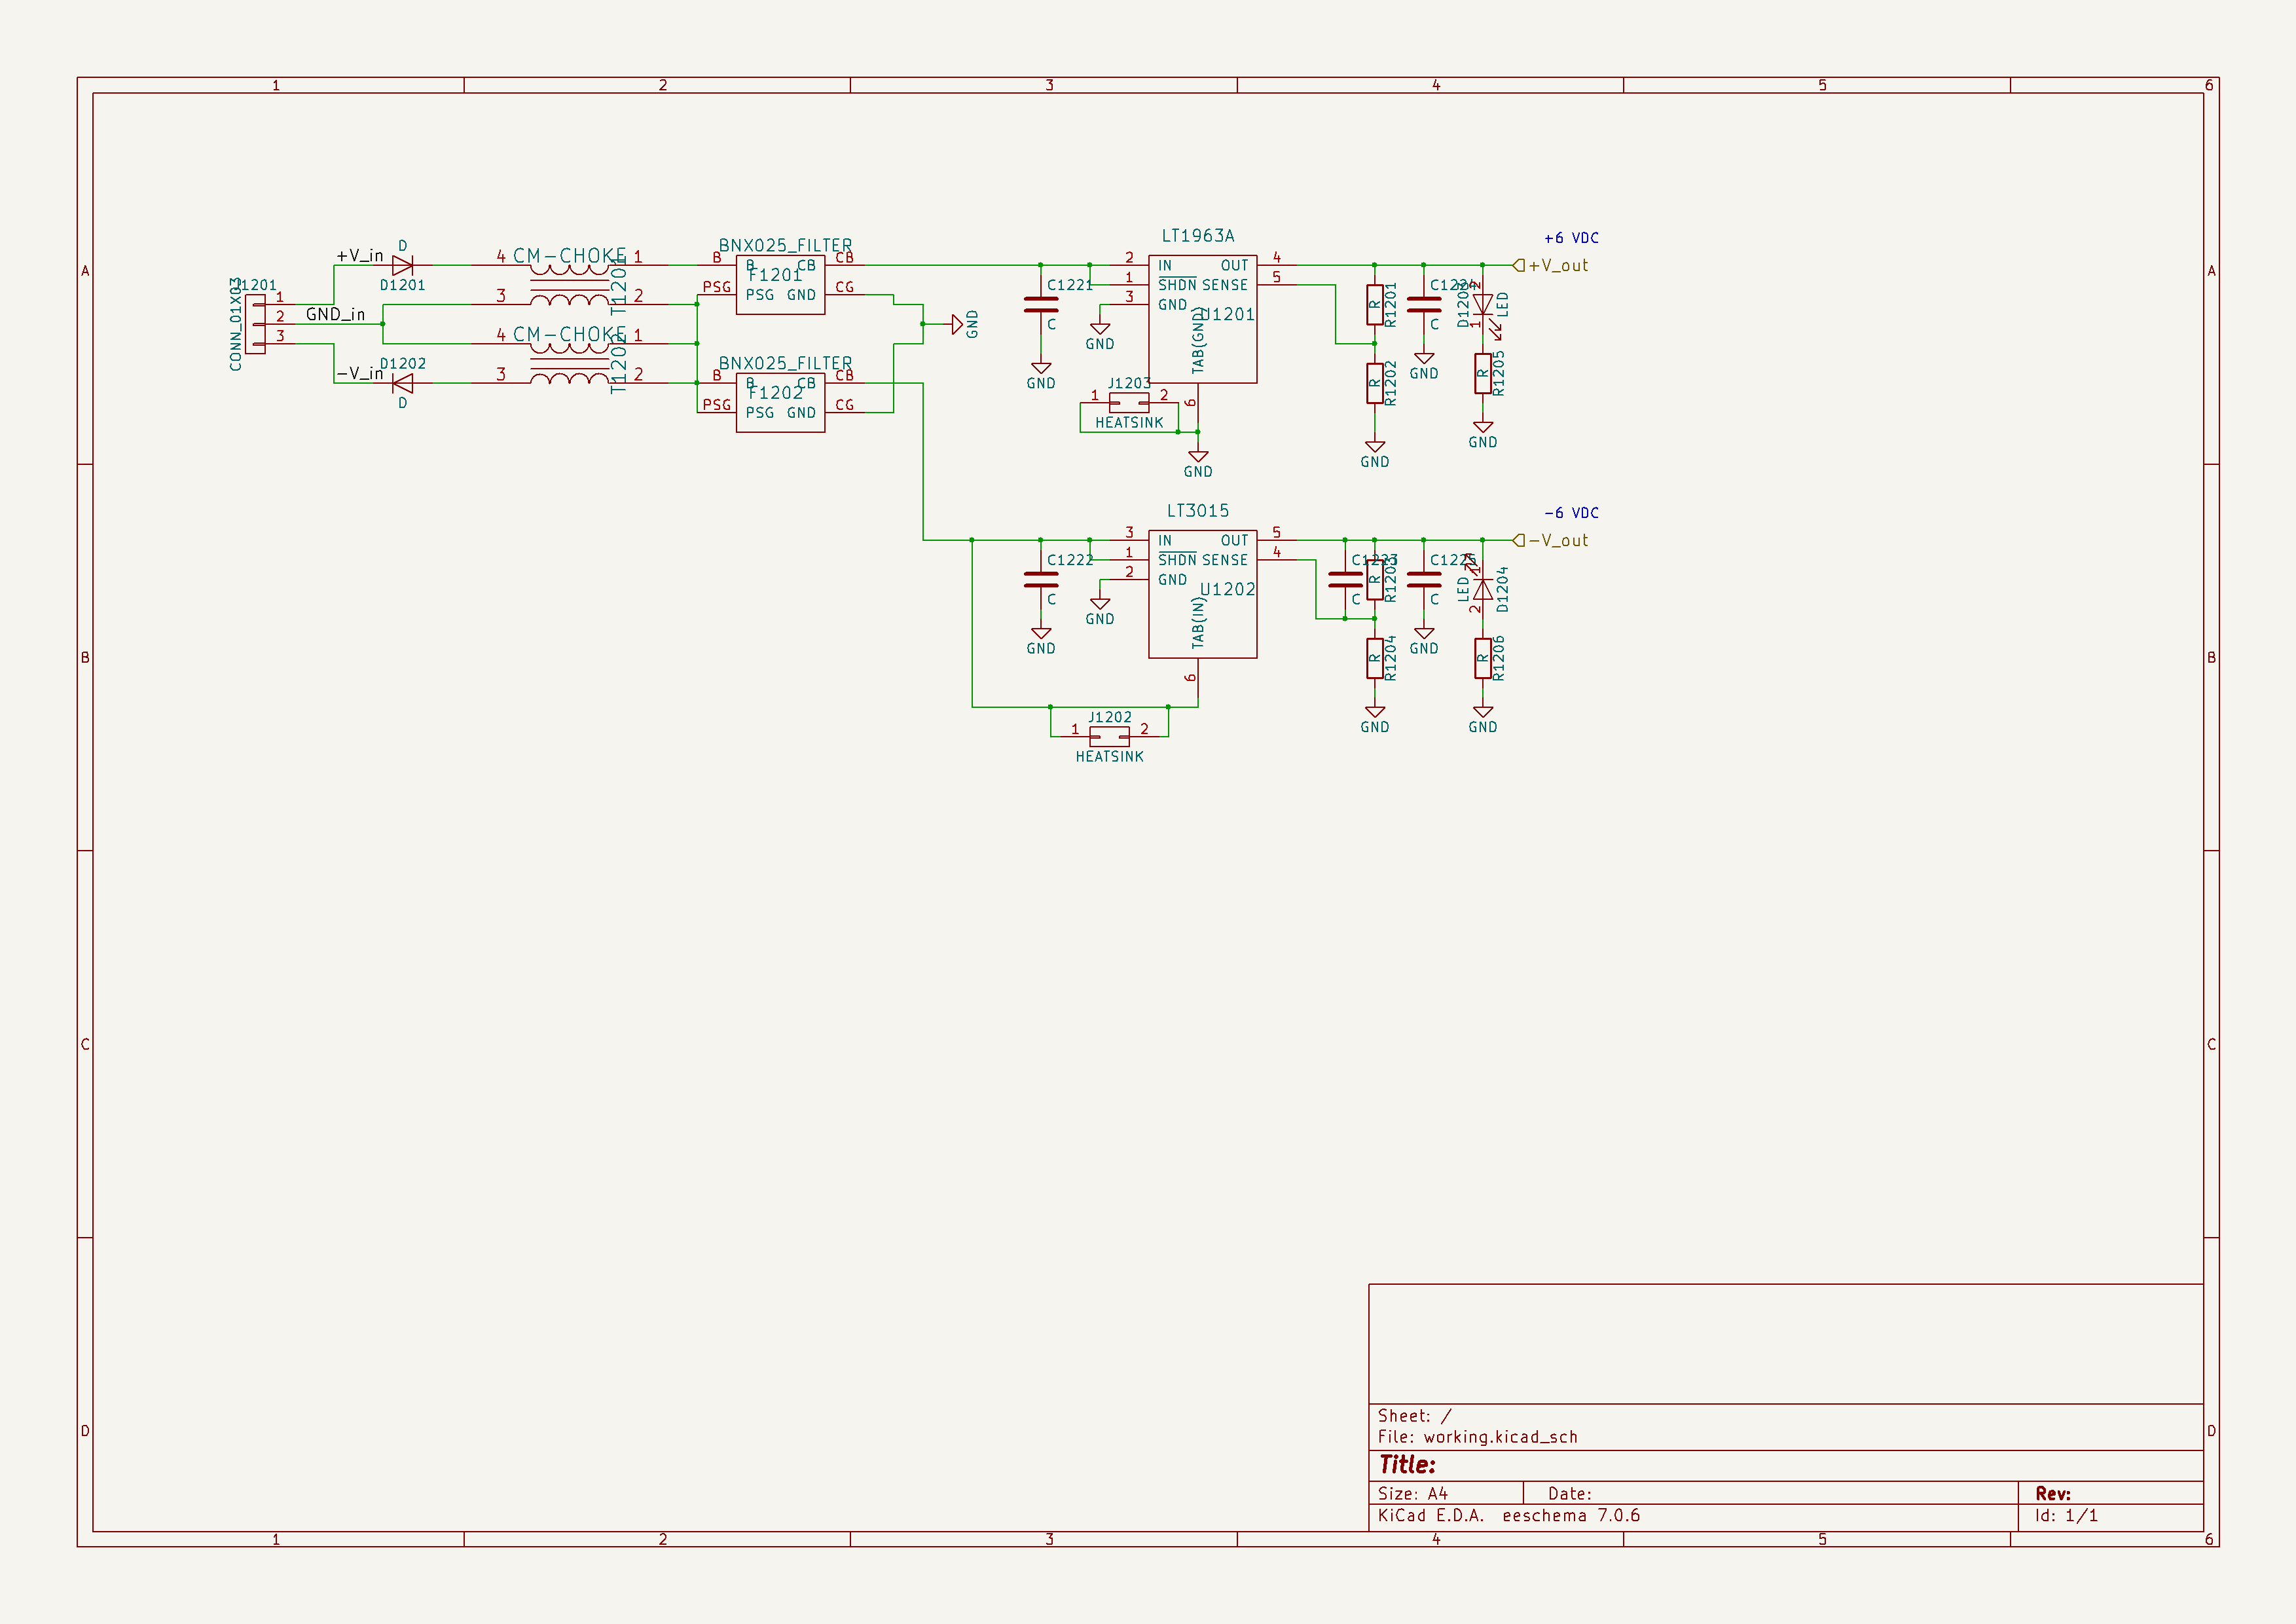 1 2 3 4 5 6
A
B
C
D
A
B
C
D
1 2 3 4 5 6
CONN_01X03
1
2
3
+V_in
GND_in
-V_in
D
D1201
D1202
D
4 CM-CHOKE 1
3 2
T1201
4 CM-CHOKE 1
3 2
T1202
BNX025_FILTER
B B CB CB
F1201
PSG PSG GND CG
BNX025_FILTER
B B CB CB
F1202
PSG PSG GND CG
GND
C1221
C
GND
LT1963A
2 IN OUT 4
1 SHDN SENSE 5
3 GND
U1201
TAB(GND)
6
GND
J1203
1 2
HEATSINK
GND
R1201
R
R1202
R
GND
C
GND
2
1
LED
R1205
R
GND
+6 VDC
+V_out
LT3015
3 IN OUT 5
1 SHDN SENSE 4
2 GND
U1202
TAB(IN)
6
C1222
C
GND
GND
J1202
1 2
HEATSINK
C1223
C
R
R1204
R
GND
C
GND
LED
1
2
D1204
R1206
R
GND
-6 VDC
-V_out
Sheet: /
File: working.kicad_sch
Title:
Size: A4 Date: Rev:
KiCad E.D.A. eeschema 7.0.6 Id: 1/1